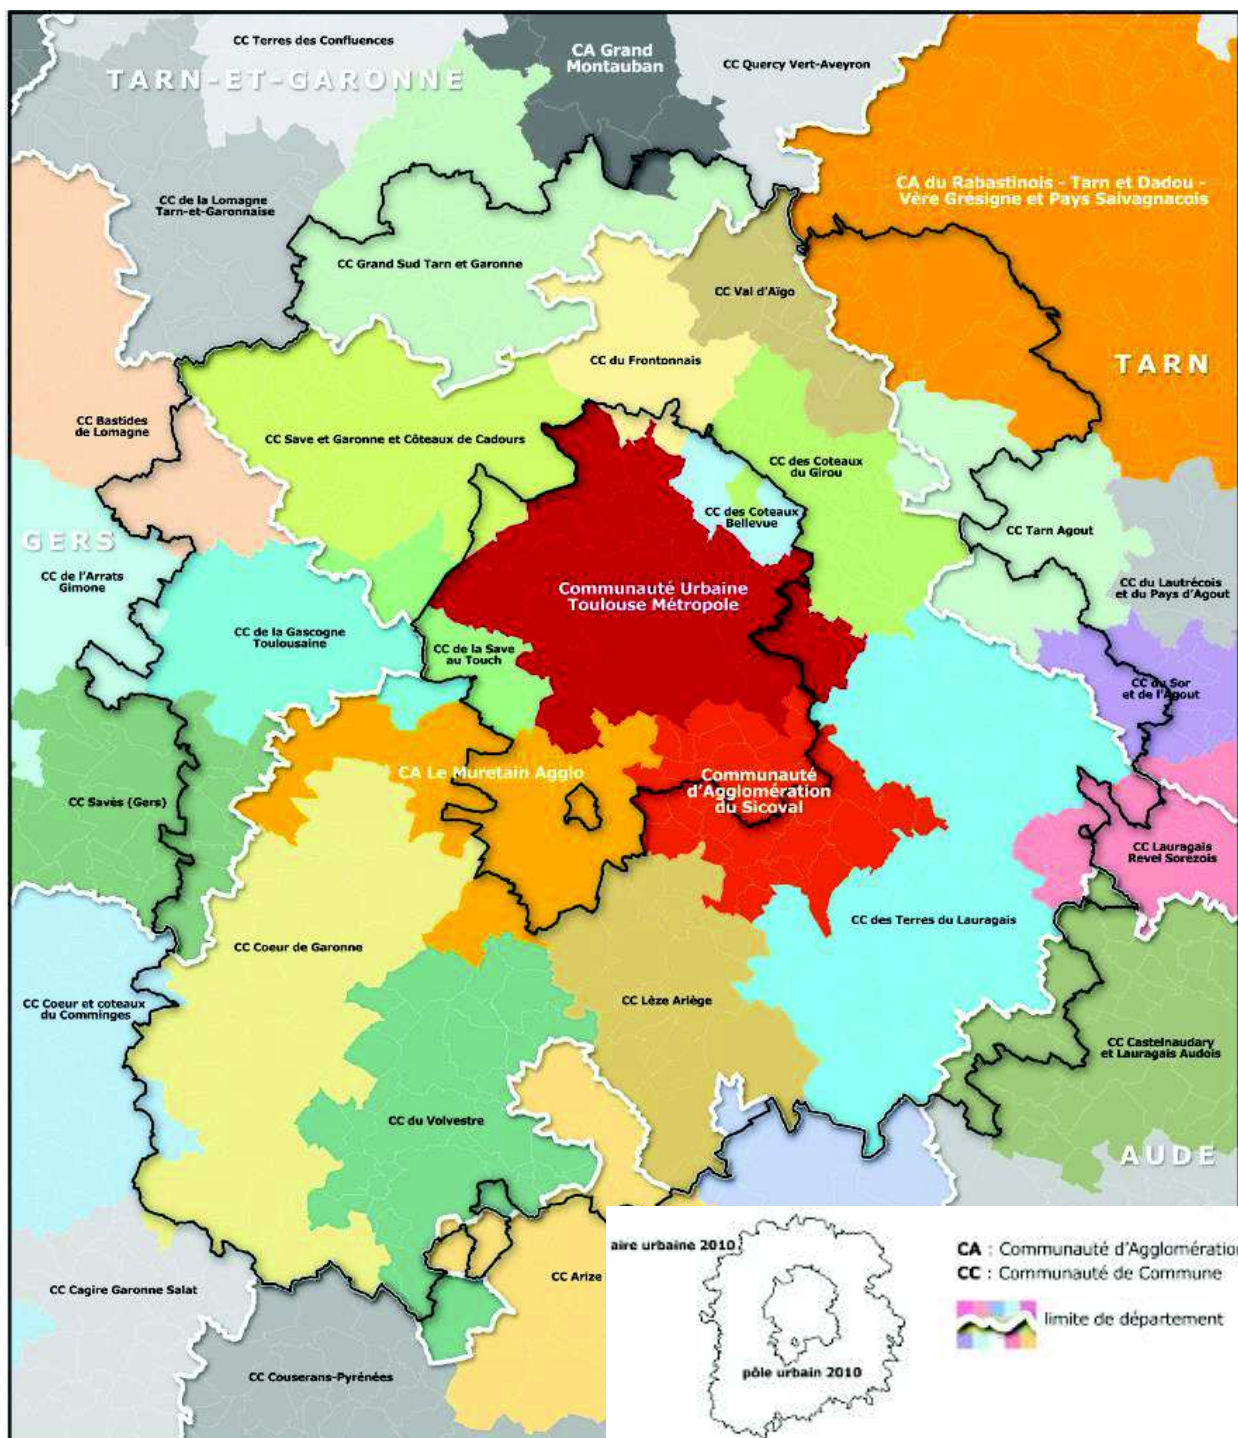 CC Terres des Confluences
TARN-ET-GARONNE
CA Grand
Montauban
CC Quercy Vert-Aveyron
CA du Rabastinois - Tarn et Dadou -
Vère Grésigne et Pays Salvagnacois
CC de la Lomagne
Tarn-et-Garonnaise
CC Grand Sud Tarn et Garonne
CC Val d'Aïgo
CC du Frontonnais
TARN
CC Bastides
de Lomagne
CC Save et Garonne et Côteaux de Cadours
CC des Coteaux
du Girou
CC des Coteaux
Bellevue
CC Tarn Agout
GERS
CC de l'Arrats
Gimone
Communauté Urbaine
Toulouse Métropole
CC du Lautrécois
et du Pays d'Agout
CC de la Gascogne
Toulousaine
CC de la Save
au Touch
CC du Sor
et de l'Agout
CA Le Muretain Agglo
Communauté
d'Agglomération
du Sicoval
CC Savès (Gers)
CC Lauragais
Revel Sorezois
CC des Terres du Lauragais
CC Coeur de Garonne
CC Coeur et coteaux
du Comminges
CC Lèze Ariège
CC Castelnaudary
et Lauragais Audois
CC du Volvestre
AUDE
CC Cagire Garonne Salat
CC Arize
CC Couserans-Pyrénées
aire urbaine 2010
pôle urbain 2010
CA : Communauté d'Agglomération
CC : Communauté de Commune
limite de département